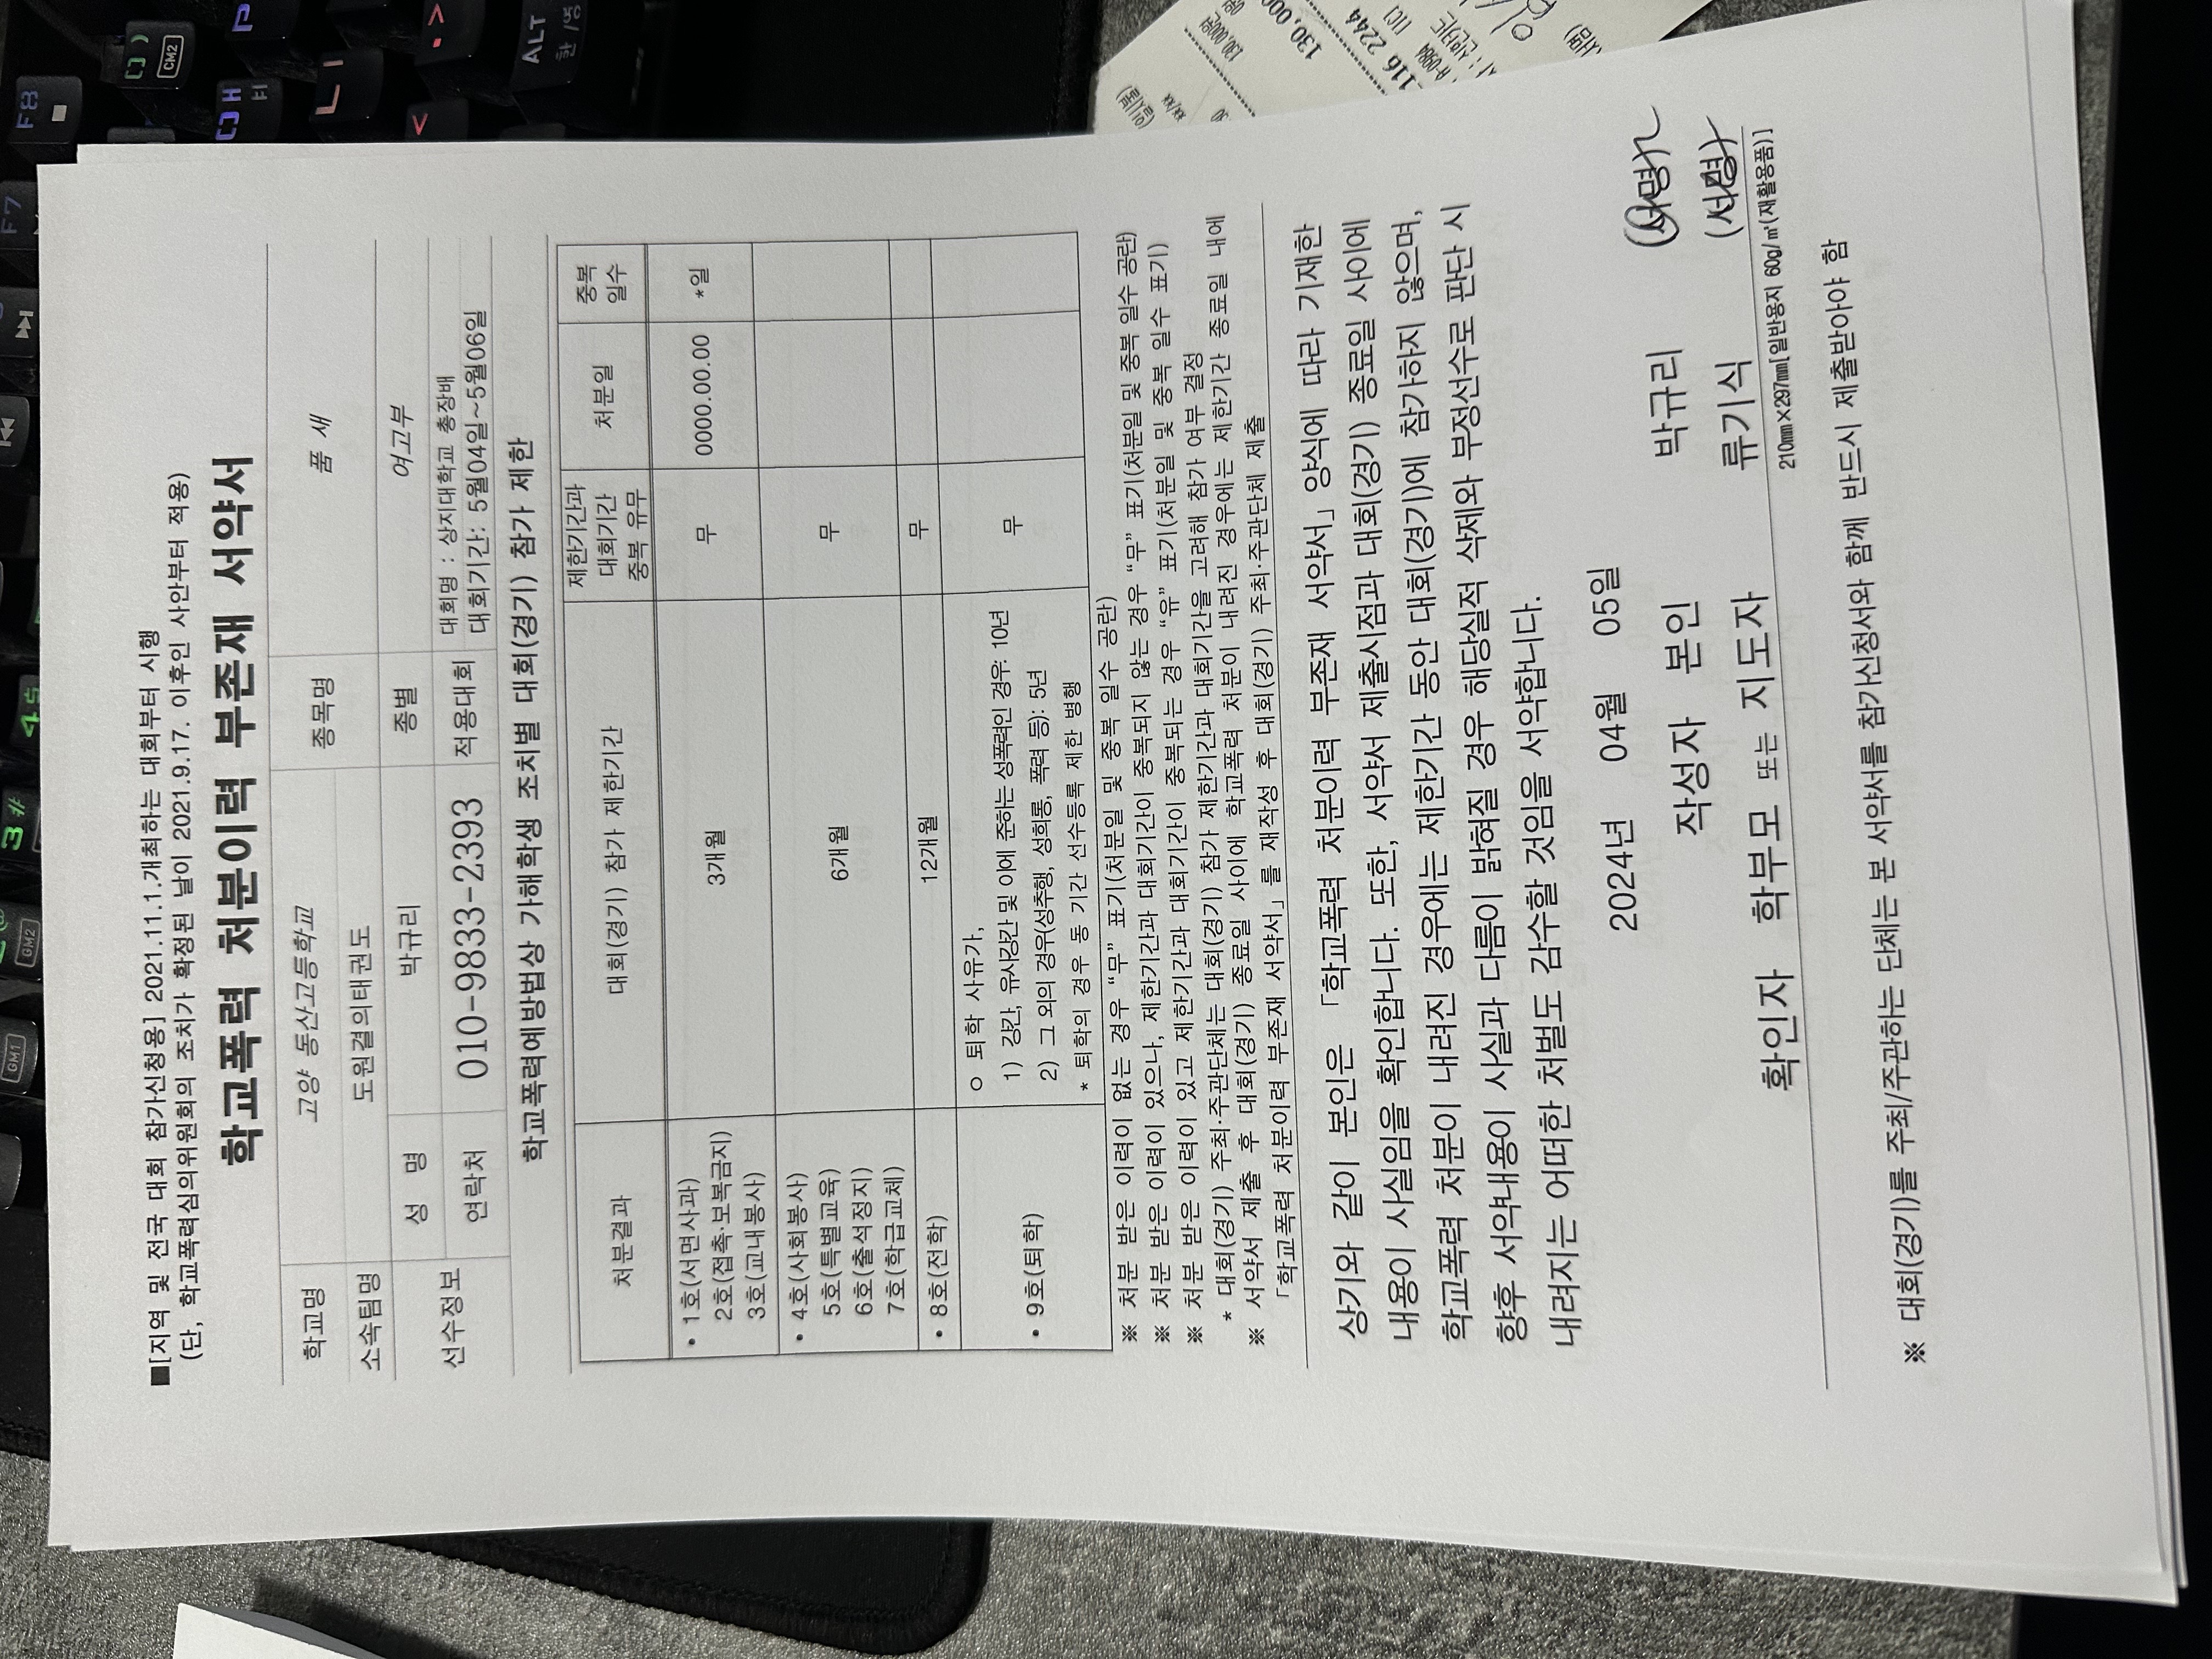 ■[지역 및 전국 대회 참가신청용] 2021.11.1.개최하는 대회부터 시행
(단, 학교폭력심의위원회의 조치가 확정된 날이 2021.9.17. 이후인 사안부터 적용)
학교폭력 처분이력 부존재 서약서
학교명 고양 동산고등학교 종목명 품 새
소속팀명 도원결의태권도
선수정보 성 명 박규리 종별 여고부
연락처 010-9833-2393 적용대회 대회명 : 상지대학교 총장배
대회기간: 5월04일~5월06일
학교폭력예방법상 가해학생 조치별 대회(경기) 참가 제한
처분결과 대회(경기) 참가 제한기간 제한기간과 대회기간 중복 유무 처분일 중복 일수
• 1호(서면사과)
2호(접촉·보복금지) 3개월 무 0000.00.00 *일
3호(교내봉사)
• 4호(사회봉사)
5호(특별교육) 6개월 무
6호(출석정지)
7호(학급교체)
• 8호(전학) 12개월 무
• 9호(퇴학) ○ 퇴학 사유가, 무
1) 강간, 유사강간 및 이에 준하는 성폭력인 경우: 10년
2) 그 외의 경우(성추행, 성희롱, 폭력 등): 5년
* 퇴학의 경우 동 기간 선수등록 제한 병행
※ 처분 받은 이력이 없는 경우 “무” 표기(처분일 및 중복 일수 공란)
※ 처분 받은 이력이 있으나, 제한기간과 대회기간이 중복되지 않는 경우 “무” 표기(처분일 및 중복 일수 공란)
※ 처분 받은 이력이 있고 제한기간과 대회기간이 중복되는 경우 “유” 표기(처분일 및 중복 일수 표기)
* 대회(경기) 주최·주관단체는 대회(경기) 참가 제한기간과 대회기간을 고려해 참가 여부 결정
※ 서약서 제출 후 대회(경기) 종료일 사이에 학교폭력 처분이 내려진 경우에는 제한기간 종료일 내에
「학교폭력 처분이력 부존재 서약서」를 재작성 후 대회(경기) 주최·주관단체 제출
상기와 같이 본인은 「학교폭력 처분이력 부존재 서약서」 양식에 따라 기재한
내용이 사실임을 확인합니다. 또한, 서약서 제출시점과 대회(경기) 종료일 사이에
학교폭력 처분이 내려진 경우에는 제한기간 동안 대회(경기)에 참가하지 않으며,
향후 서약내용이 사실과 다름이 밝혀질 경우 해당실적 삭제와 부정선수로 판단 시
내려지는 어떠한 처벌도 감수할 것임을 서약합니다.
2024년 04월 05일
작성자 본인 박규리 (서명)
확인자 학부모 또는 지도자 류기식 (서명)
210㎜×297㎜[일반용지 60g/㎡(재활용품)]
※ 대회(경기)를 주최/주관하는 단체는 본 서약서를 참가신청서와 함께 반드시 제출받아야 함
F8
F7
CM2
P
H
L
ㅣ
>
<
ALT
한/영
3 #
4 $
GM1
GM2
130,000
116 2244
[IC]